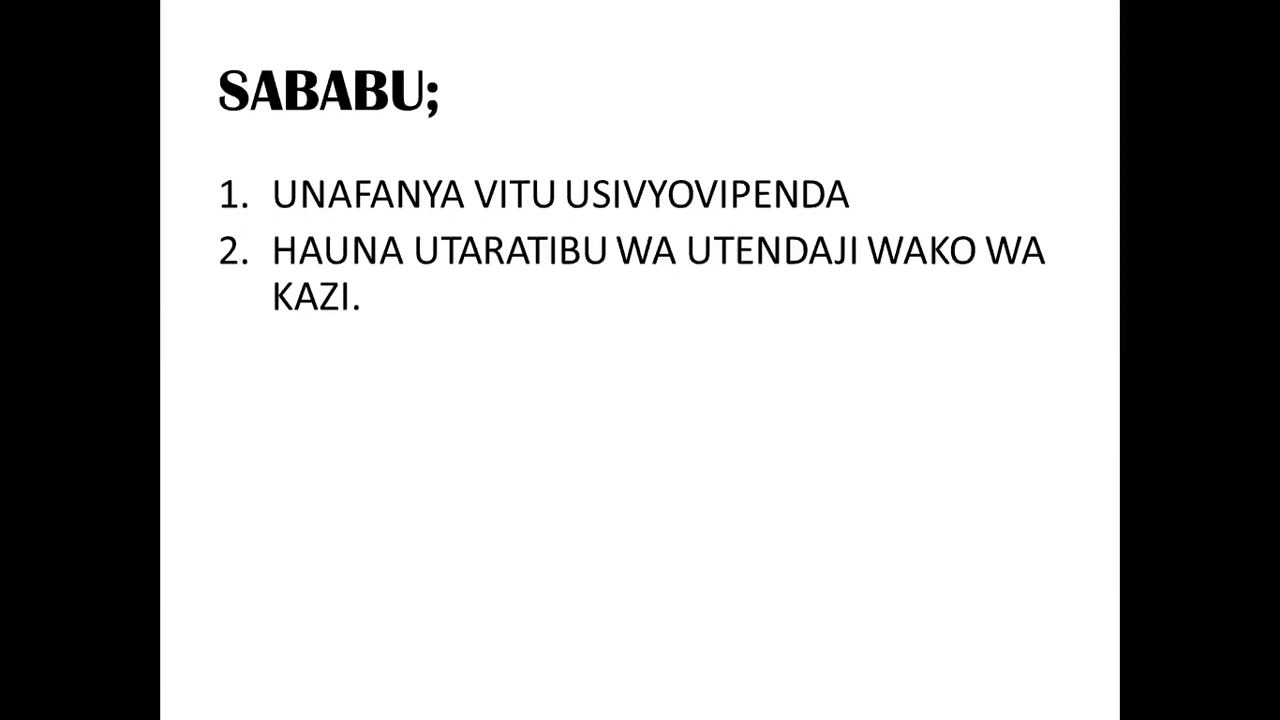 SABABU;
1. UNAFANYA VITU USIVYOVIPENDA
2. HAUNA UTARATIBU WA UTENDAJI WAKO WA
KAZI.